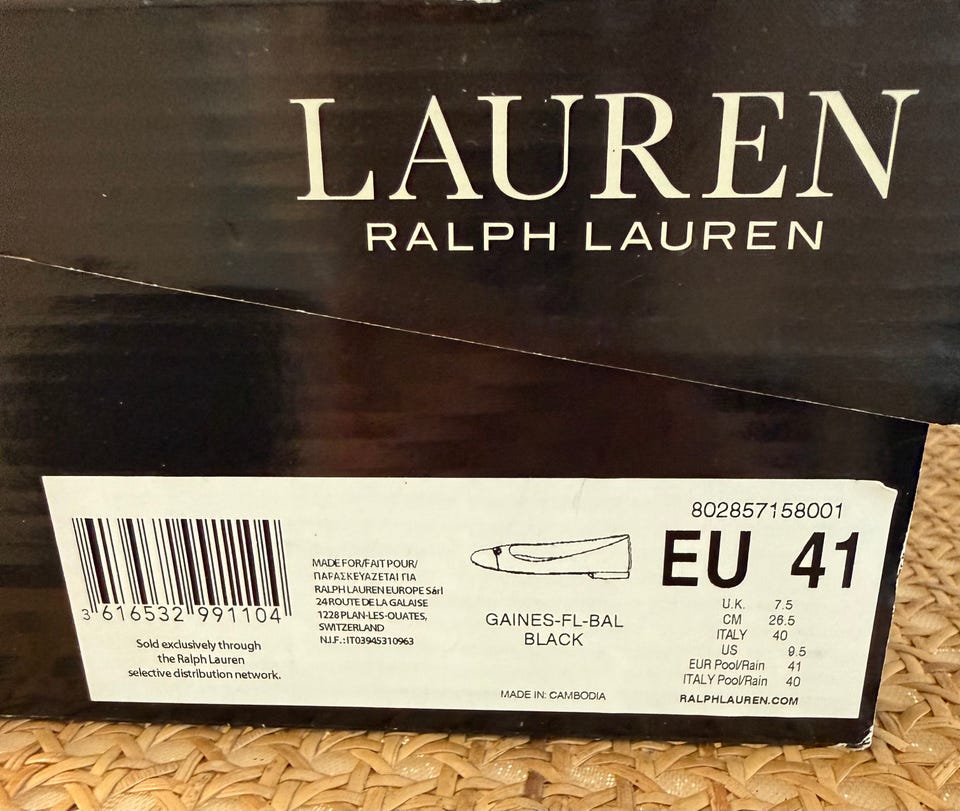 LAUREN
RALPH LAUREN
3 616532 991104
Sold exclusively through
the Ralph Lauren
selective distribution network.
MADE FOR/FAIT POUR/
ΠΑΡΑΣΚΕΥΑΖΕΤΑΙ ΓΙΑ
RALPH LAUREN EUROPE Sárl
24 ROUTE DE LA GALAISE
1228 PLAN-LES-OUATES,
SWITZERLAND
N.I.F.:IT03945310963
GAINES-FL-BAL
BLACK
MADE IN: CAMBODIA
802857158001
EU 41
U.K. 7.5
CM 26.5
ITALY 40
US 9.5
EUR Pool/Rain 41
ITALY Pool/Rain 40
RALPHLAUREN.COM